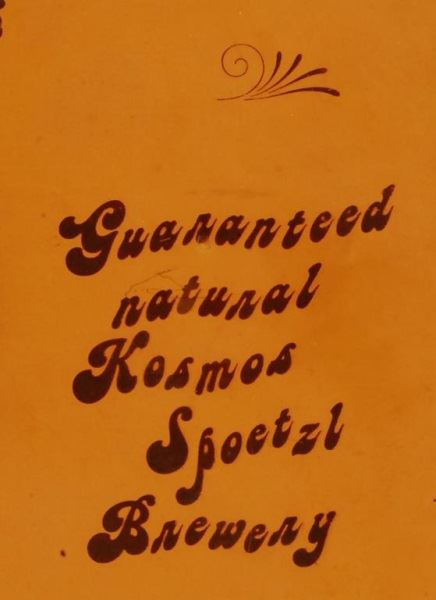 Guaranteed
natural
Kosmos
Spoetzl
Brewery